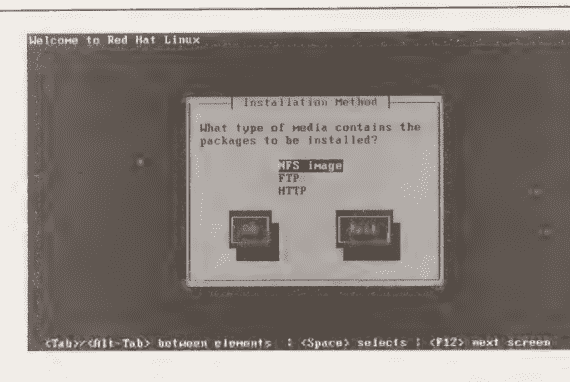 Welcome to Red Hat Linux
Installation Method
What type of media contains the
packages to be installed?
NFS image
FTP
HTTP
<Tab>/<Alt-Tab> between elements | <Space> selects | <F12> next screen